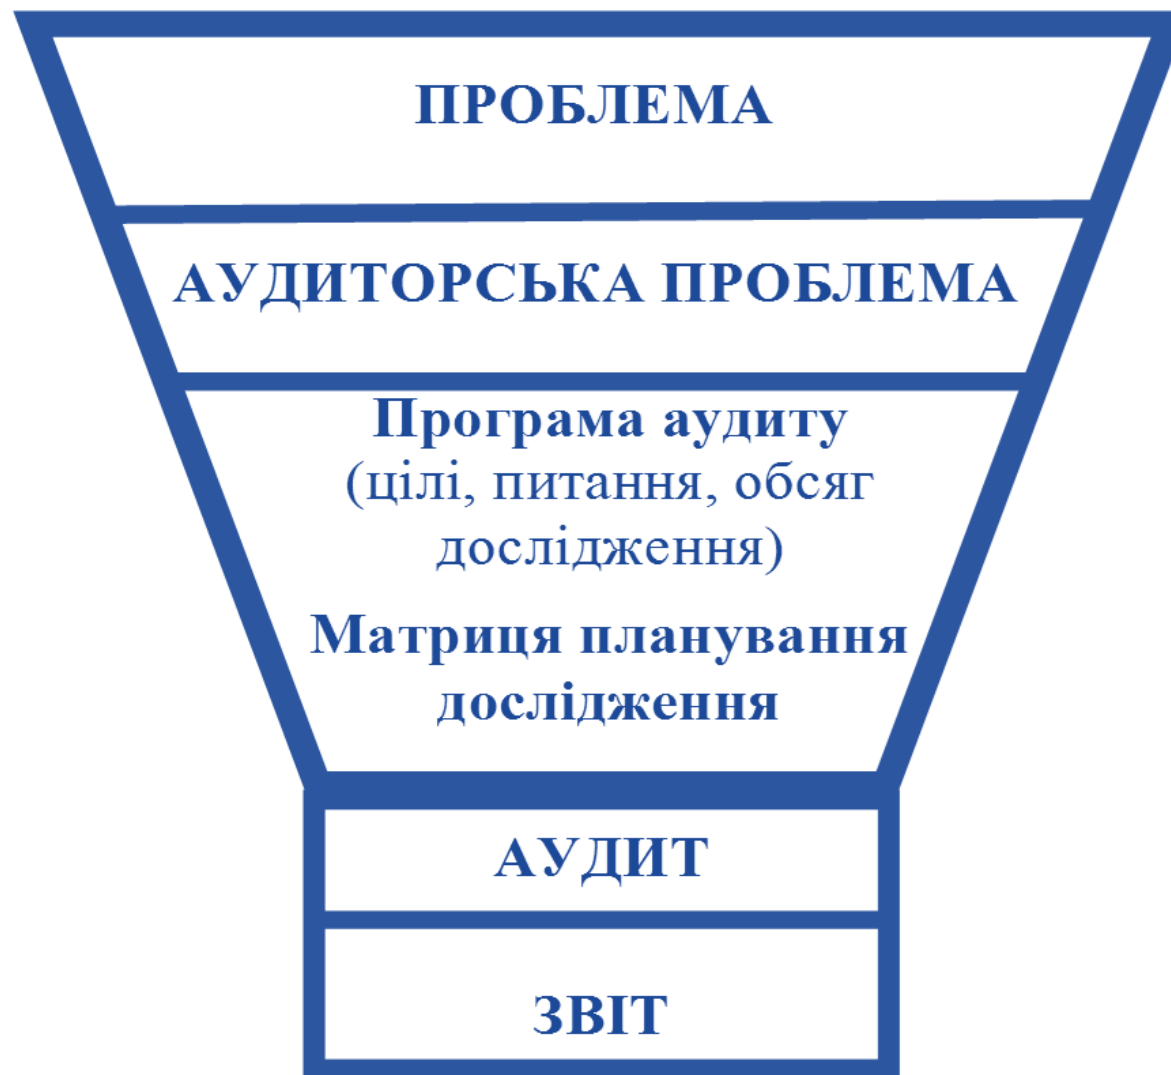 ПРОБЛЕМА
АУДИТОРСЬКА ПРОБЛЕМА
Програма аудиту
(цілі, питання, обсяг
дослідження)
Матриця планування
дослідження
АУДИТ
ЗВІТ